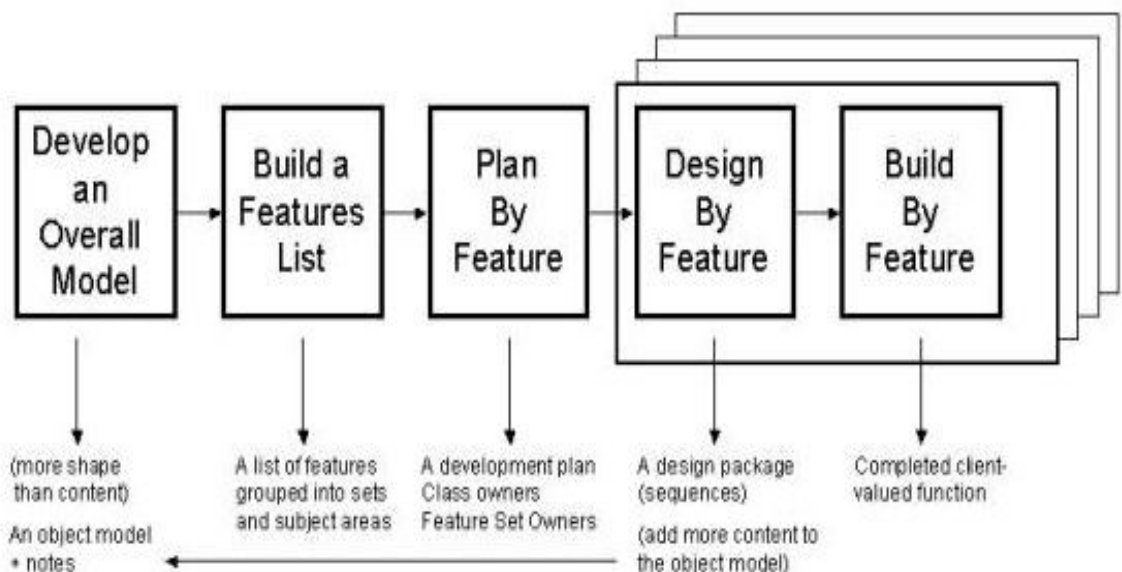 Develop
an
Overall
Model
Build a
Features
List
Plan
By
Feature
Design
By
Feature
Build
By
Feature
(more shape
than content)
An object model
+ notes
A list of features
grouped into sets
and subject areas
A development plan
Class owners
Feature Set Owners
A design package
(sequences)
(add more content to
the object model)
Completed client-
valued function